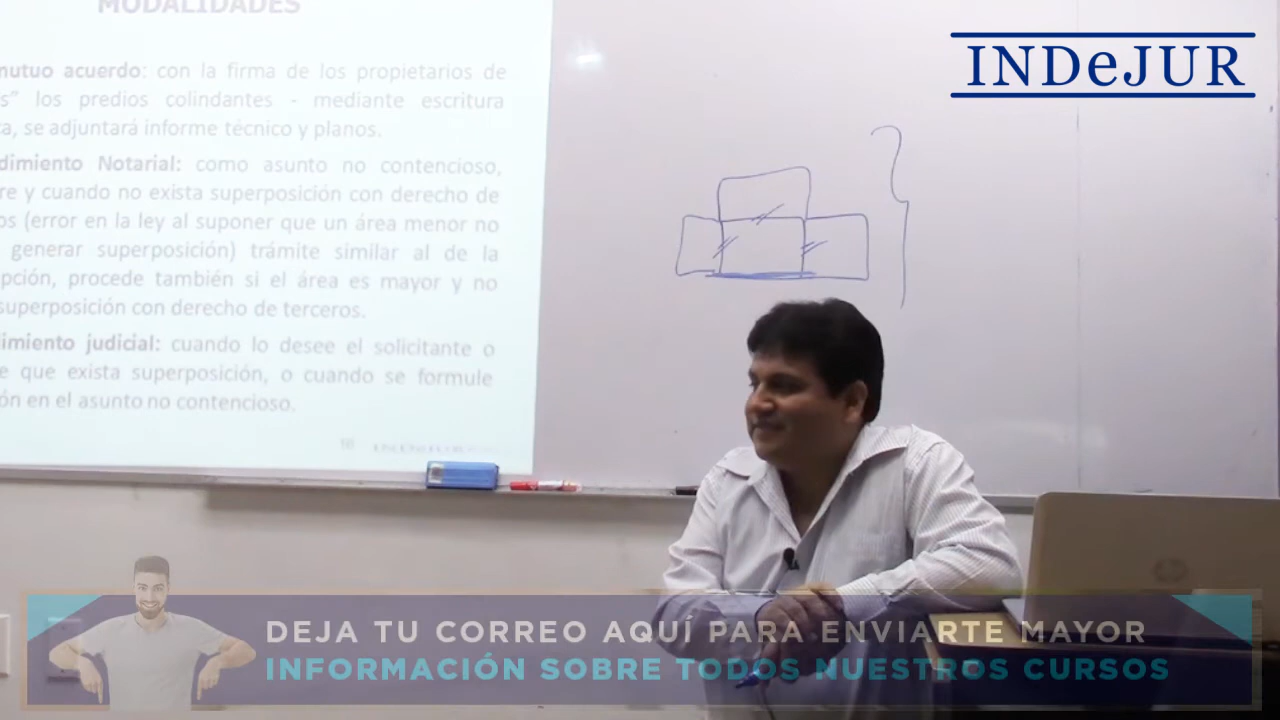 MODALIDADES
INDeJUR
mutuo acuerdo: con la firma de los propietarios de
los predios colindantes - mediante escritura
se adjuntará informe técnico y planos.
dimiento Notarial: como asunto no contencioso,
re y cuando no exista superposición con derecho de
os (error en la ley al suponer que un área menor no
generar superposición) trámite similar al de la
pción, procede también si el área es mayor y no
superposición con derecho de terceros.
limiento judicial: cuando lo desee el solicitante o
e que exista superposición, o cuando se formule
ón en el asunto no contencioso.
DEJA TU CORREO AQUÍ PARA ENVIARTE MAYOR
INFORMACIÓN SOBRE TODOS NUESTROS CURSOS